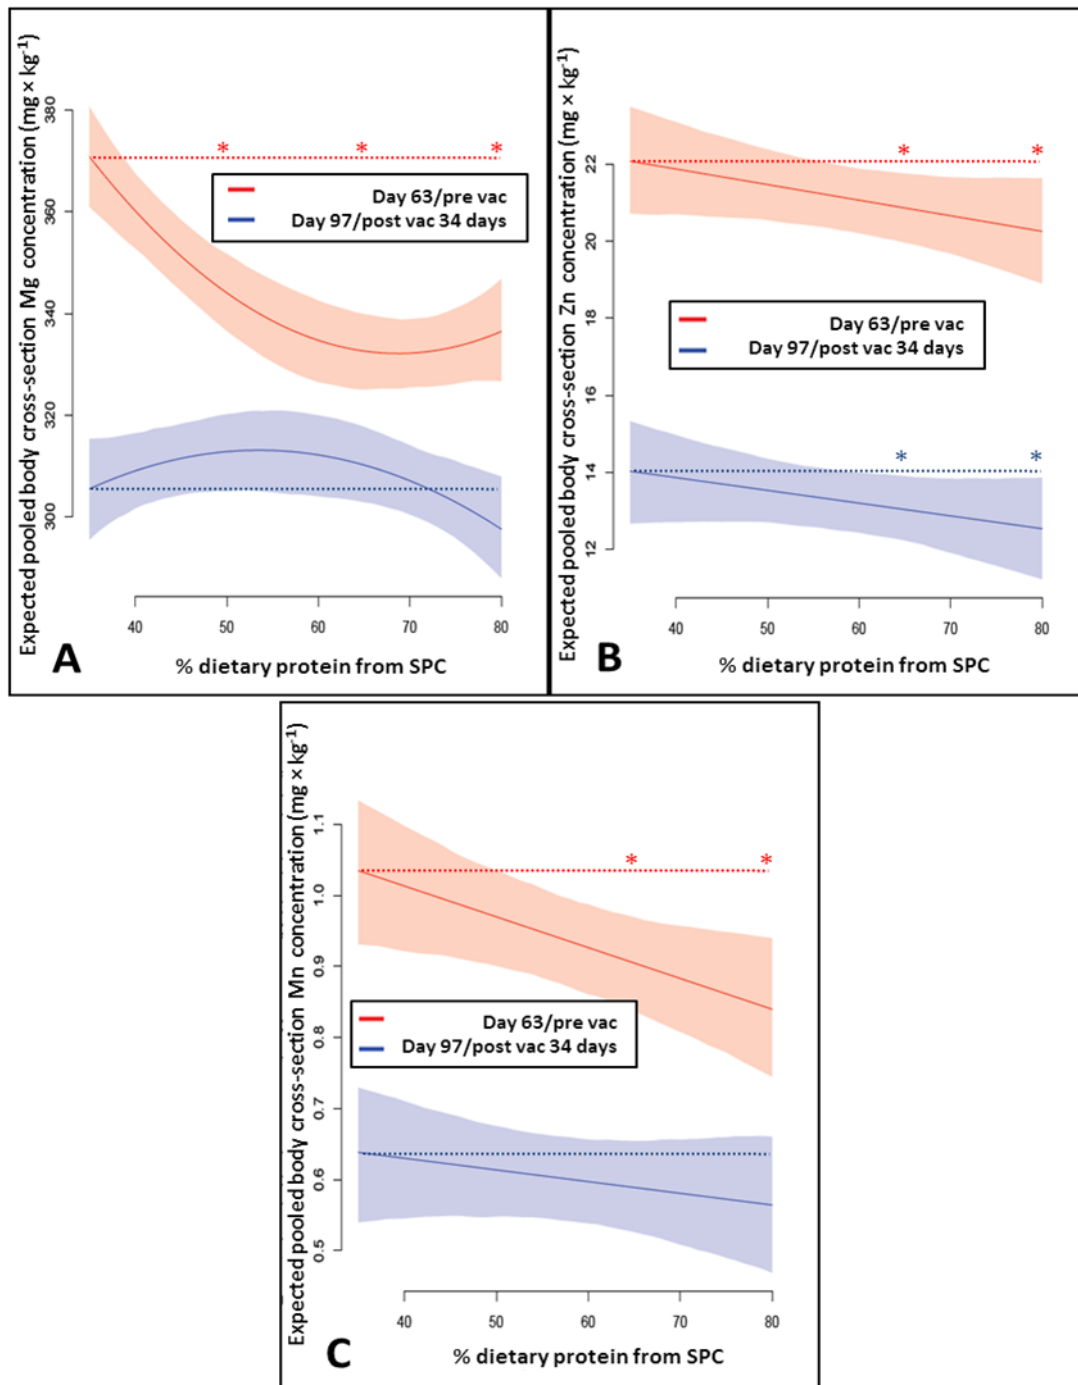 Expected pooled body cross-section Mg concentration (mg × kg⁻¹)
380
360
340
320
300
* * *
Day 63/pre vac
Day 97/post vac 34 days
40 50 60 70 80
A
% dietary protein from SPC
Expected pooled body cross-section Zn concentration (mg × kg⁻¹)
22
20
18
16
14
12
* *
Day 63/pre vac
Day 97/post vac 34 days
* *
40 50 60 70 80
B
% dietary protein from SPC
Expected pooled body cross-section Mn concentration (mg × kg⁻¹)
1.1
1.0
0.9
0.8
0.7
0.6
0.5
* *
Day 63/pre vac
Day 97/post vac 34 days
40 50 60 70 80
C
% dietary protein from SPC